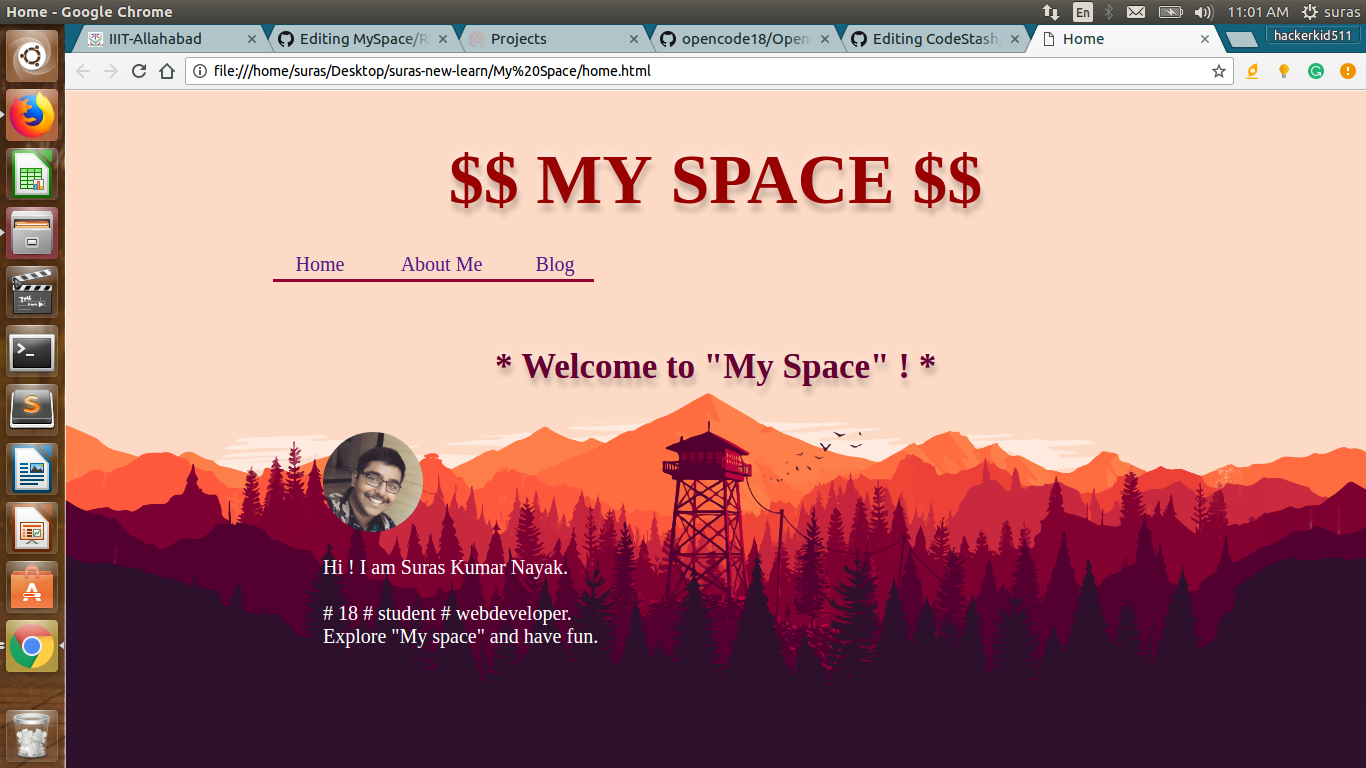 Home - Google Chrome
En
11:01 AM
suras
IIIT-Allahabad
Editing MySpace/R
Projects
opencode18/Open
Editing CodeStash
Home
hackerkid511
file:///home/suras/Desktop/suras-new-learn/My%20Space/home.html
$$ MY SPACE $$
Home About Me Blog
* Welcome to "My Space" ! *
Hi ! I am Suras Kumar Nayak.
# 18 # student # webdeveloper.
Explore "My space" and have fun.